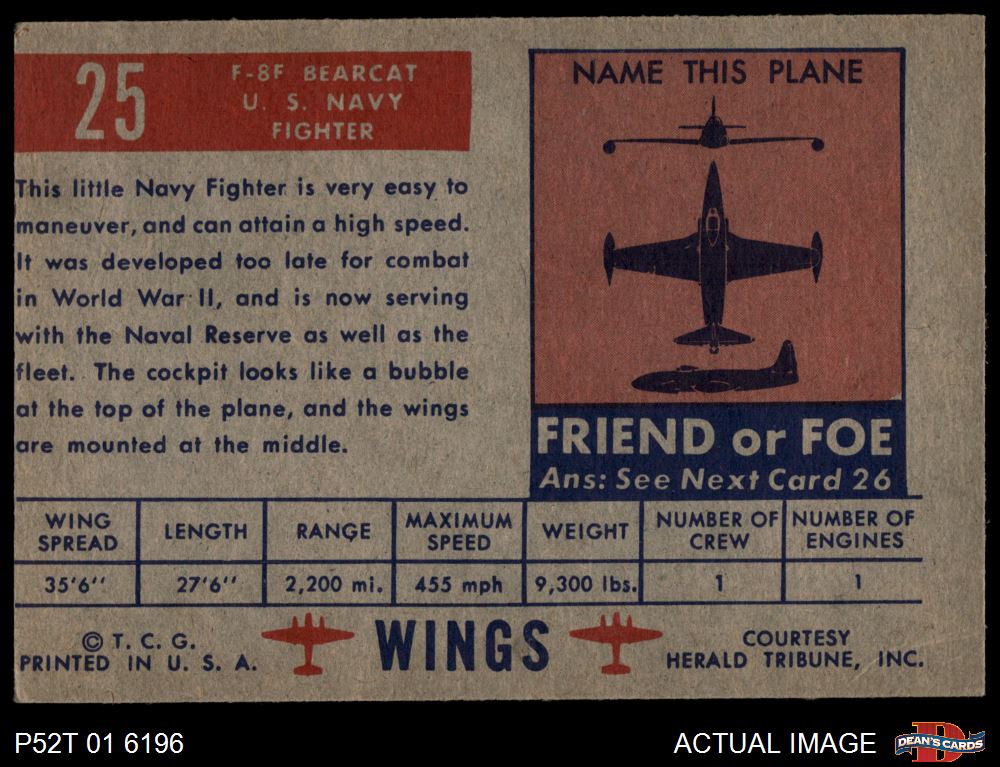 25
F-8F BEARCAT
U. S. NAVY
FIGHTER
This little Navy Fighter is very easy to
maneuver, and can attain a high speed.
It was developed too late for combat
in World War II, and is now serving
with the Naval Reserve as well as the
fleet. The cockpit looks like a bubble
at the top of the plane, and the wings
are mounted at the middle.
NAME THIS PLANE
FRIEND or FOE
Ans: See Next Card 26
WING SPREAD
LENGTH
RANGE
MAXIMUM SPEED
WEIGHT
NUMBER OF CREW
NUMBER OF ENGINES
35'6''
27'6''
2,200 mi.
455 mph
9,300 lbs.
1
1
© T. C. G.
PRINTED IN U. S. A.
WINGS
COURTESY
HERALD TRIBUNE, INC.
P52T 01 6196
ACTUAL IMAGE
D
DEAN'S CARDS